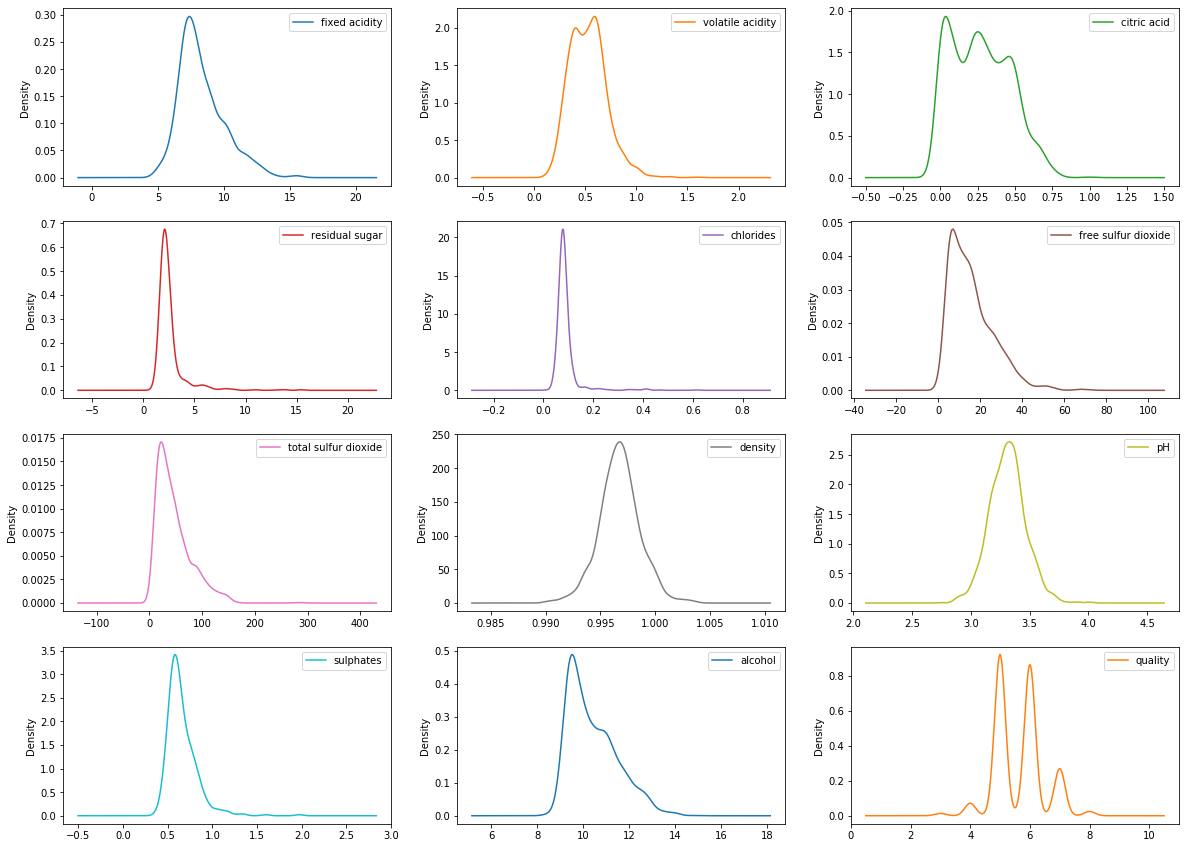 fixed acidity
Density
0.30
0.25
0.20
0.15
0.10
0.05
0.00
0 5 10 15 20
volatile acidity
Density
2.0
1.5
1.0
0.5
0.0
−0.5 0.0 0.5 1.0 1.5 2.0
citric acid
Density
2.0
1.5
1.0
0.5
0.0
−0.50 −0.25 0.00 0.25 0.50 0.75 1.00 1.25 1.50
residual sugar
Density
0.7
0.6
0.5
0.4
0.3
0.2
0.1
0.0
−5 0 5 10 15 20
chlorides
Density
20
15
10
5
0
−0.2 0.0 0.2 0.4 0.6 0.8
free sulfur dioxide
Density
0.05
0.04
0.03
0.02
0.01
0.00
−40 −20 0 20 40 60 80 100
total sulfur dioxide
Density
0.0175
0.0150
0.0125
0.0100
0.0075
0.0050
0.0025
0.0000
−100 0 100 200 300 400
density
Density
250
200
150
100
50
0
0.985 0.990 0.995 1.000 1.005 1.010
pH
Density
2.5
2.0
1.5
1.0
0.5
0.0
2.0 2.5 3.0 3.5 4.0 4.5
sulphates
Density
3.5
3.0
2.5
2.0
1.5
1.0
0.5
0.0
−0.5 0.0 0.5 1.0 1.5 2.0 2.5 3.0
alcohol
Density
0.5
0.4
0.3
0.2
0.1
0.0
6 8 10 12 14 16 18
quality
Density
0.8
0.6
0.4
0.2
0.0
0 2 4 6 8 10